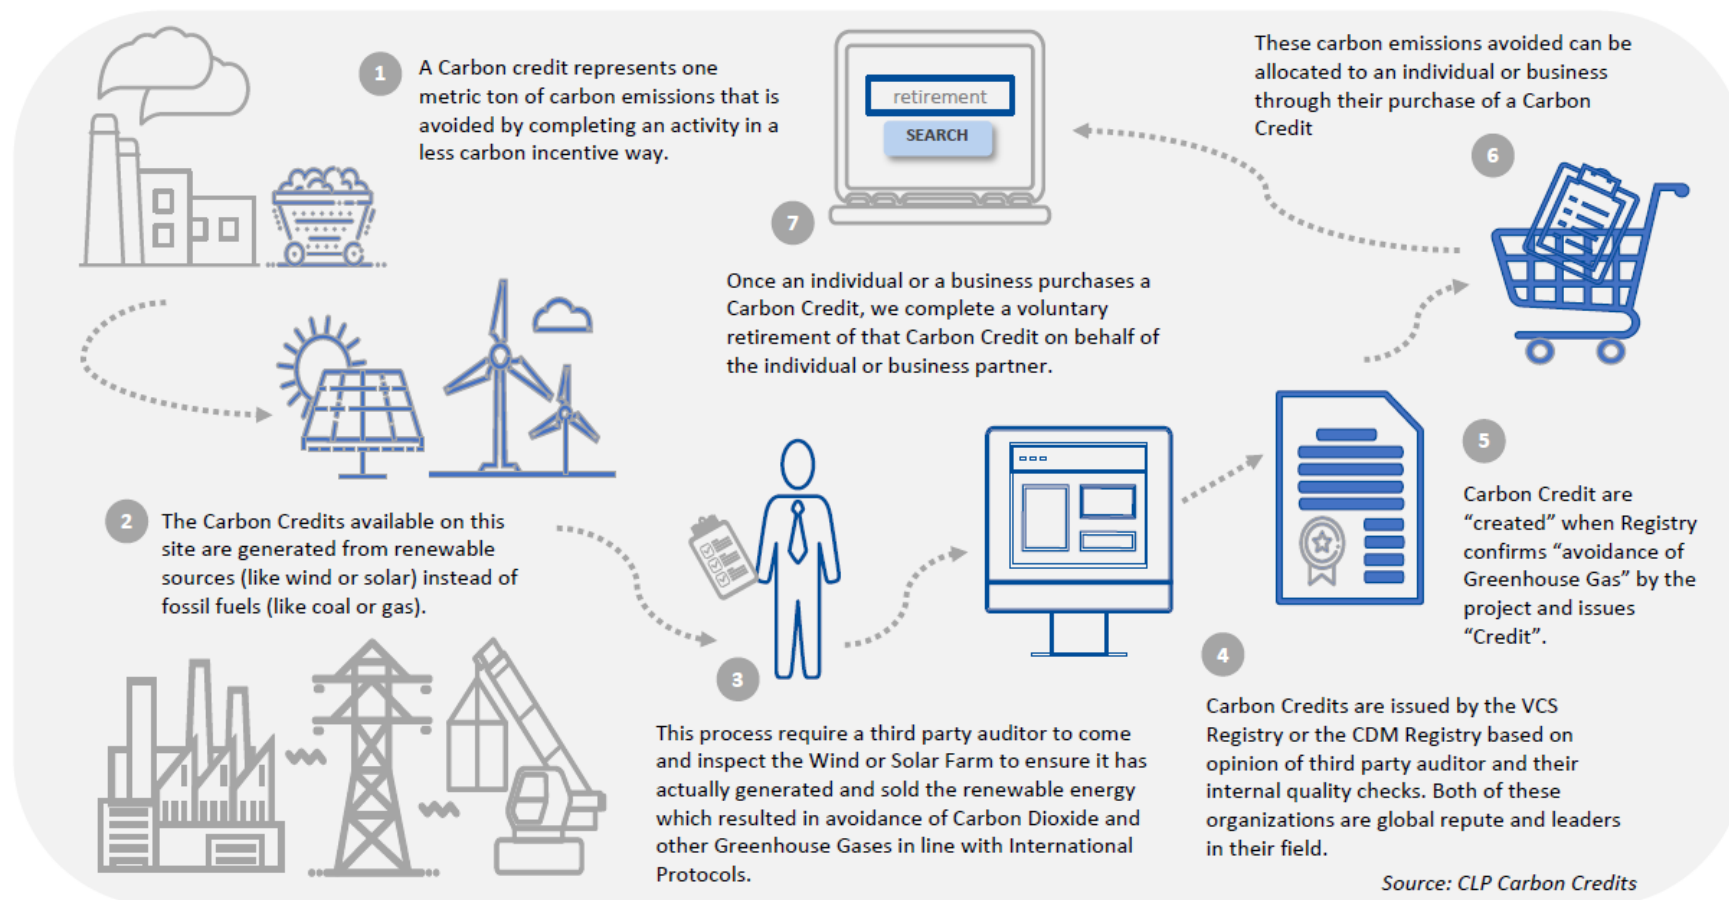 1
A Carbon credit represents one
metric ton of carbon emissions that is
avoided by completing an activity in a
less carbon incentive way.
2
The Carbon Credits available on this
site are generated from renewable
sources (like wind or solar) instead of
fossil fuels (like coal or gas).
3
This process require a third party auditor to come
and inspect the Wind or Solar Farm to ensure it has
actually generated and sold the renewable energy
which resulted in avoidance of Carbon Dioxide and
other Greenhouse Gases in line with International
Protocols.
4
Carbon Credits are issued by the VCS
Registry or the CDM Registry based on
opinion of third party auditor and their
internal quality checks. Both of these
organizations are global repute and leaders
in their field.
5
Carbon Credit are
“created” when Registry
confirms “avoidance of
Greenhouse Gas” by the
project and issues
“Credit”.
These carbon emissions avoided can be
allocated to an individual or business
through their purchase of a Carbon
Credit
6
retirement
SEARCH
7
Once an individual or a business purchases a
Carbon Credit, we complete a voluntary
retirement of that Carbon Credit on behalf of
the individual or business partner.
Source: CLP Carbon Credits